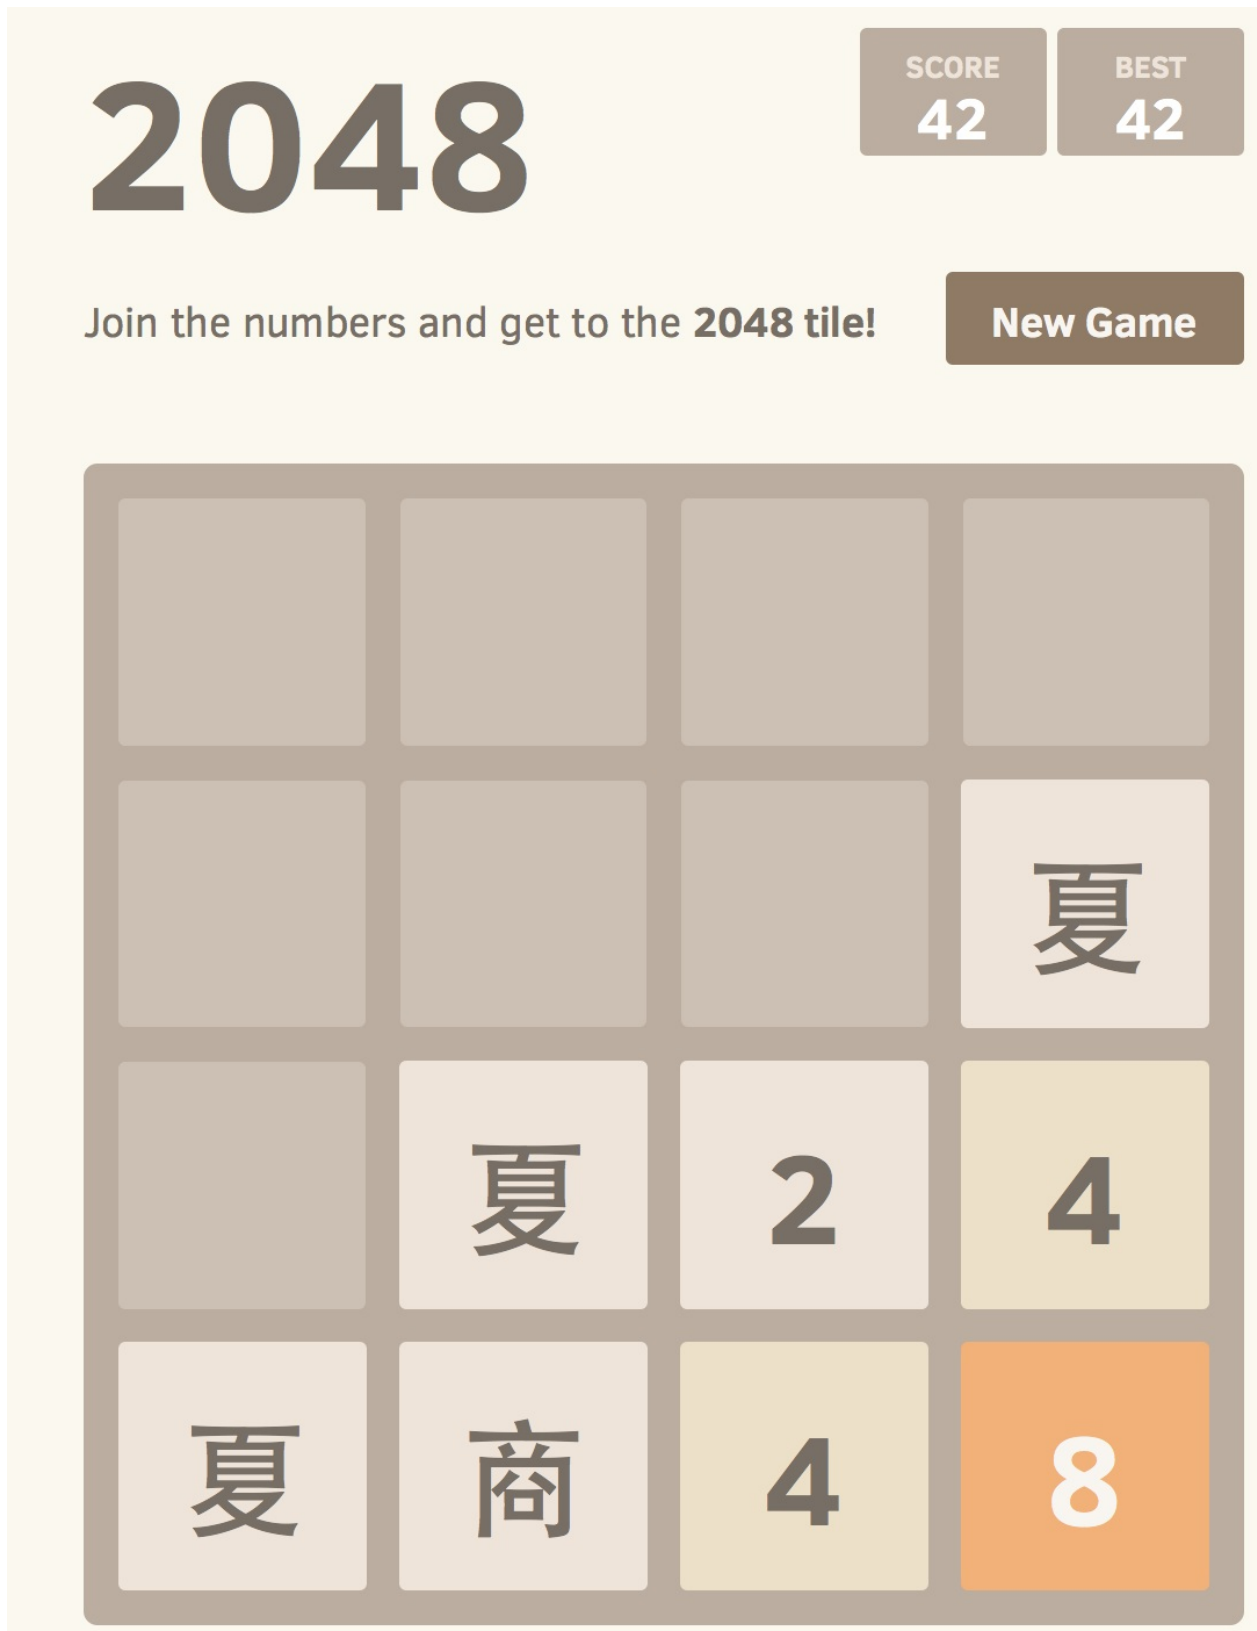 2048
SCORE
42
BEST
42
Join the numbers and get to the 2048 tile!
New Game
夏
夏 2 4
夏 商 4 8